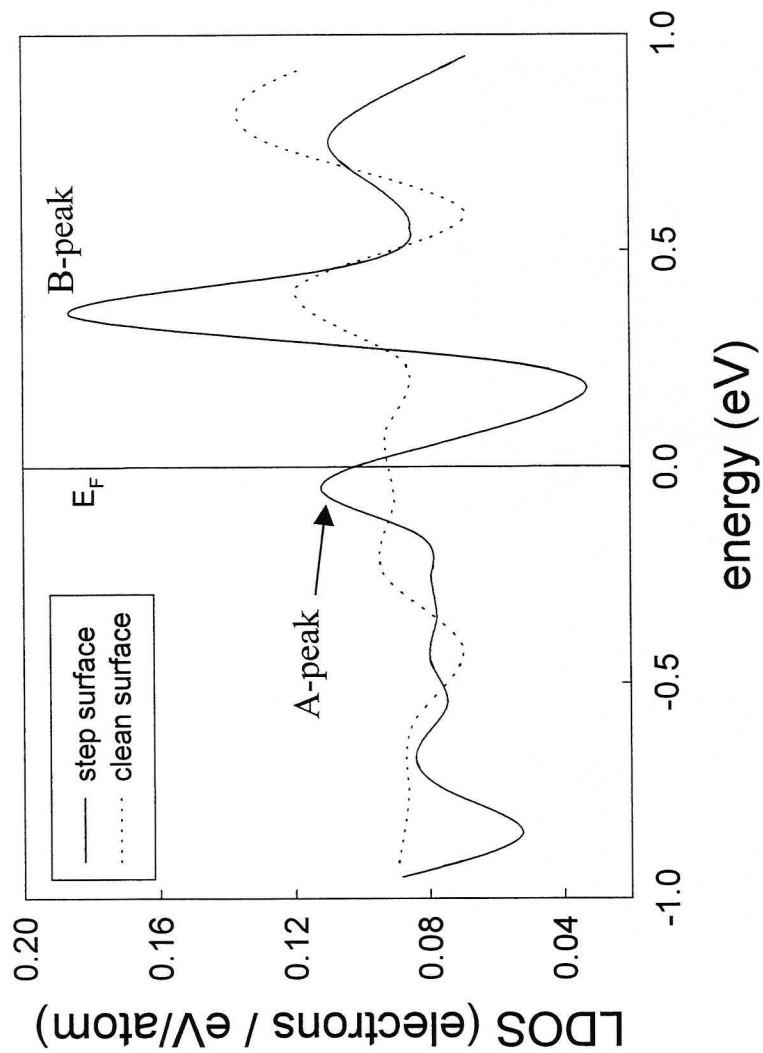 B-peak
E_F
A-peak
step surface
clean surface
0.20
0.16
0.12
0.08
0.04
-1.0
-0.5
0.0
0.5
1.0
energy (eV)
LDOS (electrons / eV/atom)